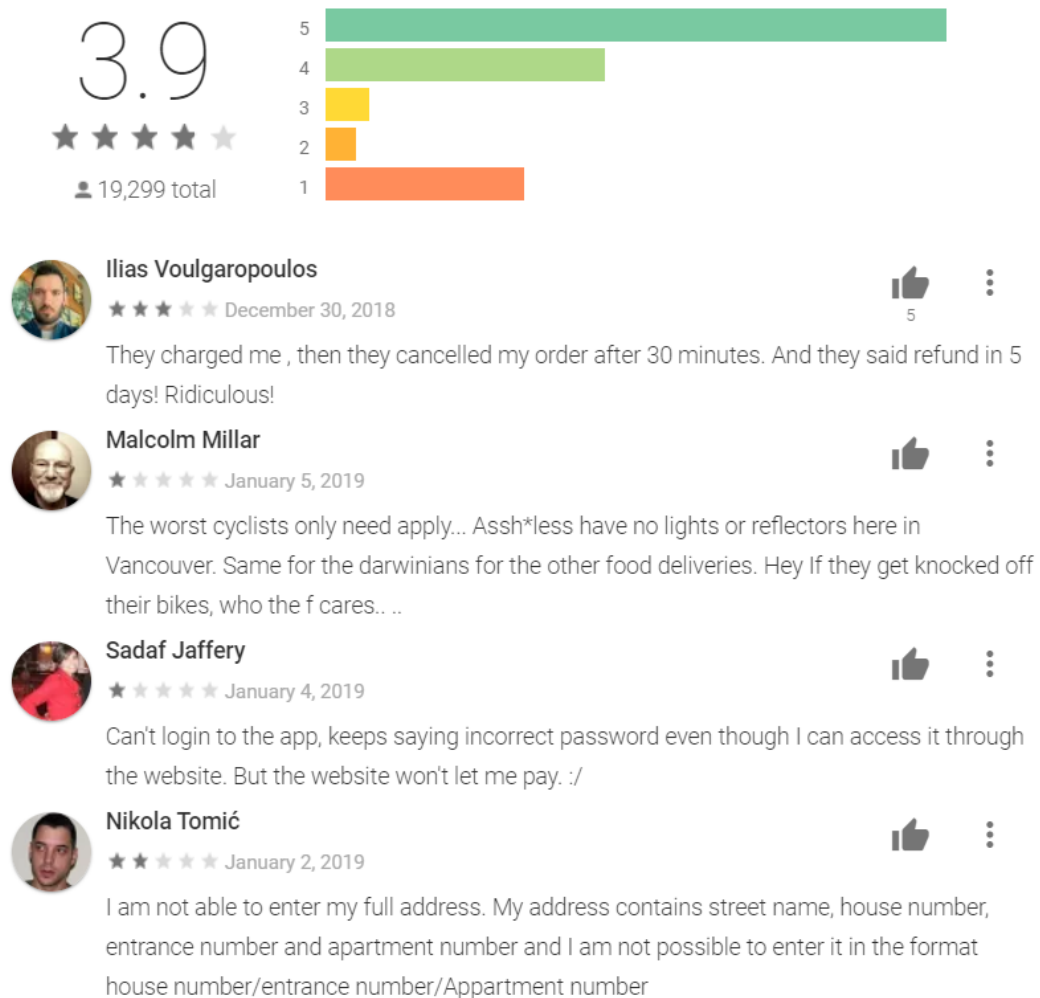 3.9
19,299 total
5
4
3
2
1
Ilias Voulgaropoulos
December 30, 2018
5
They charged me , then they cancelled my order after 30 minutes. And they said refund in 5
days! Ridiculous!
Malcolm Millar
January 5, 2019
The worst cyclists only need apply... Assh*less have no lights or reflectors here in
Vancouver. Same for the darwinians for the other food deliveries. Hey If they get knocked off
their bikes, who the f cares.. ..
Sadaf Jaffery
January 4, 2019
Can't login to the app, keeps saying incorrect password even though I can access it through
the website. But the website won't let me pay. :/
Nikola Tomić
January 2, 2019
I am not able to enter my full address. My address contains street name, house number,
entrance number and apartment number and I am not possible to enter it in the format
house number/entrance number/Appartment number